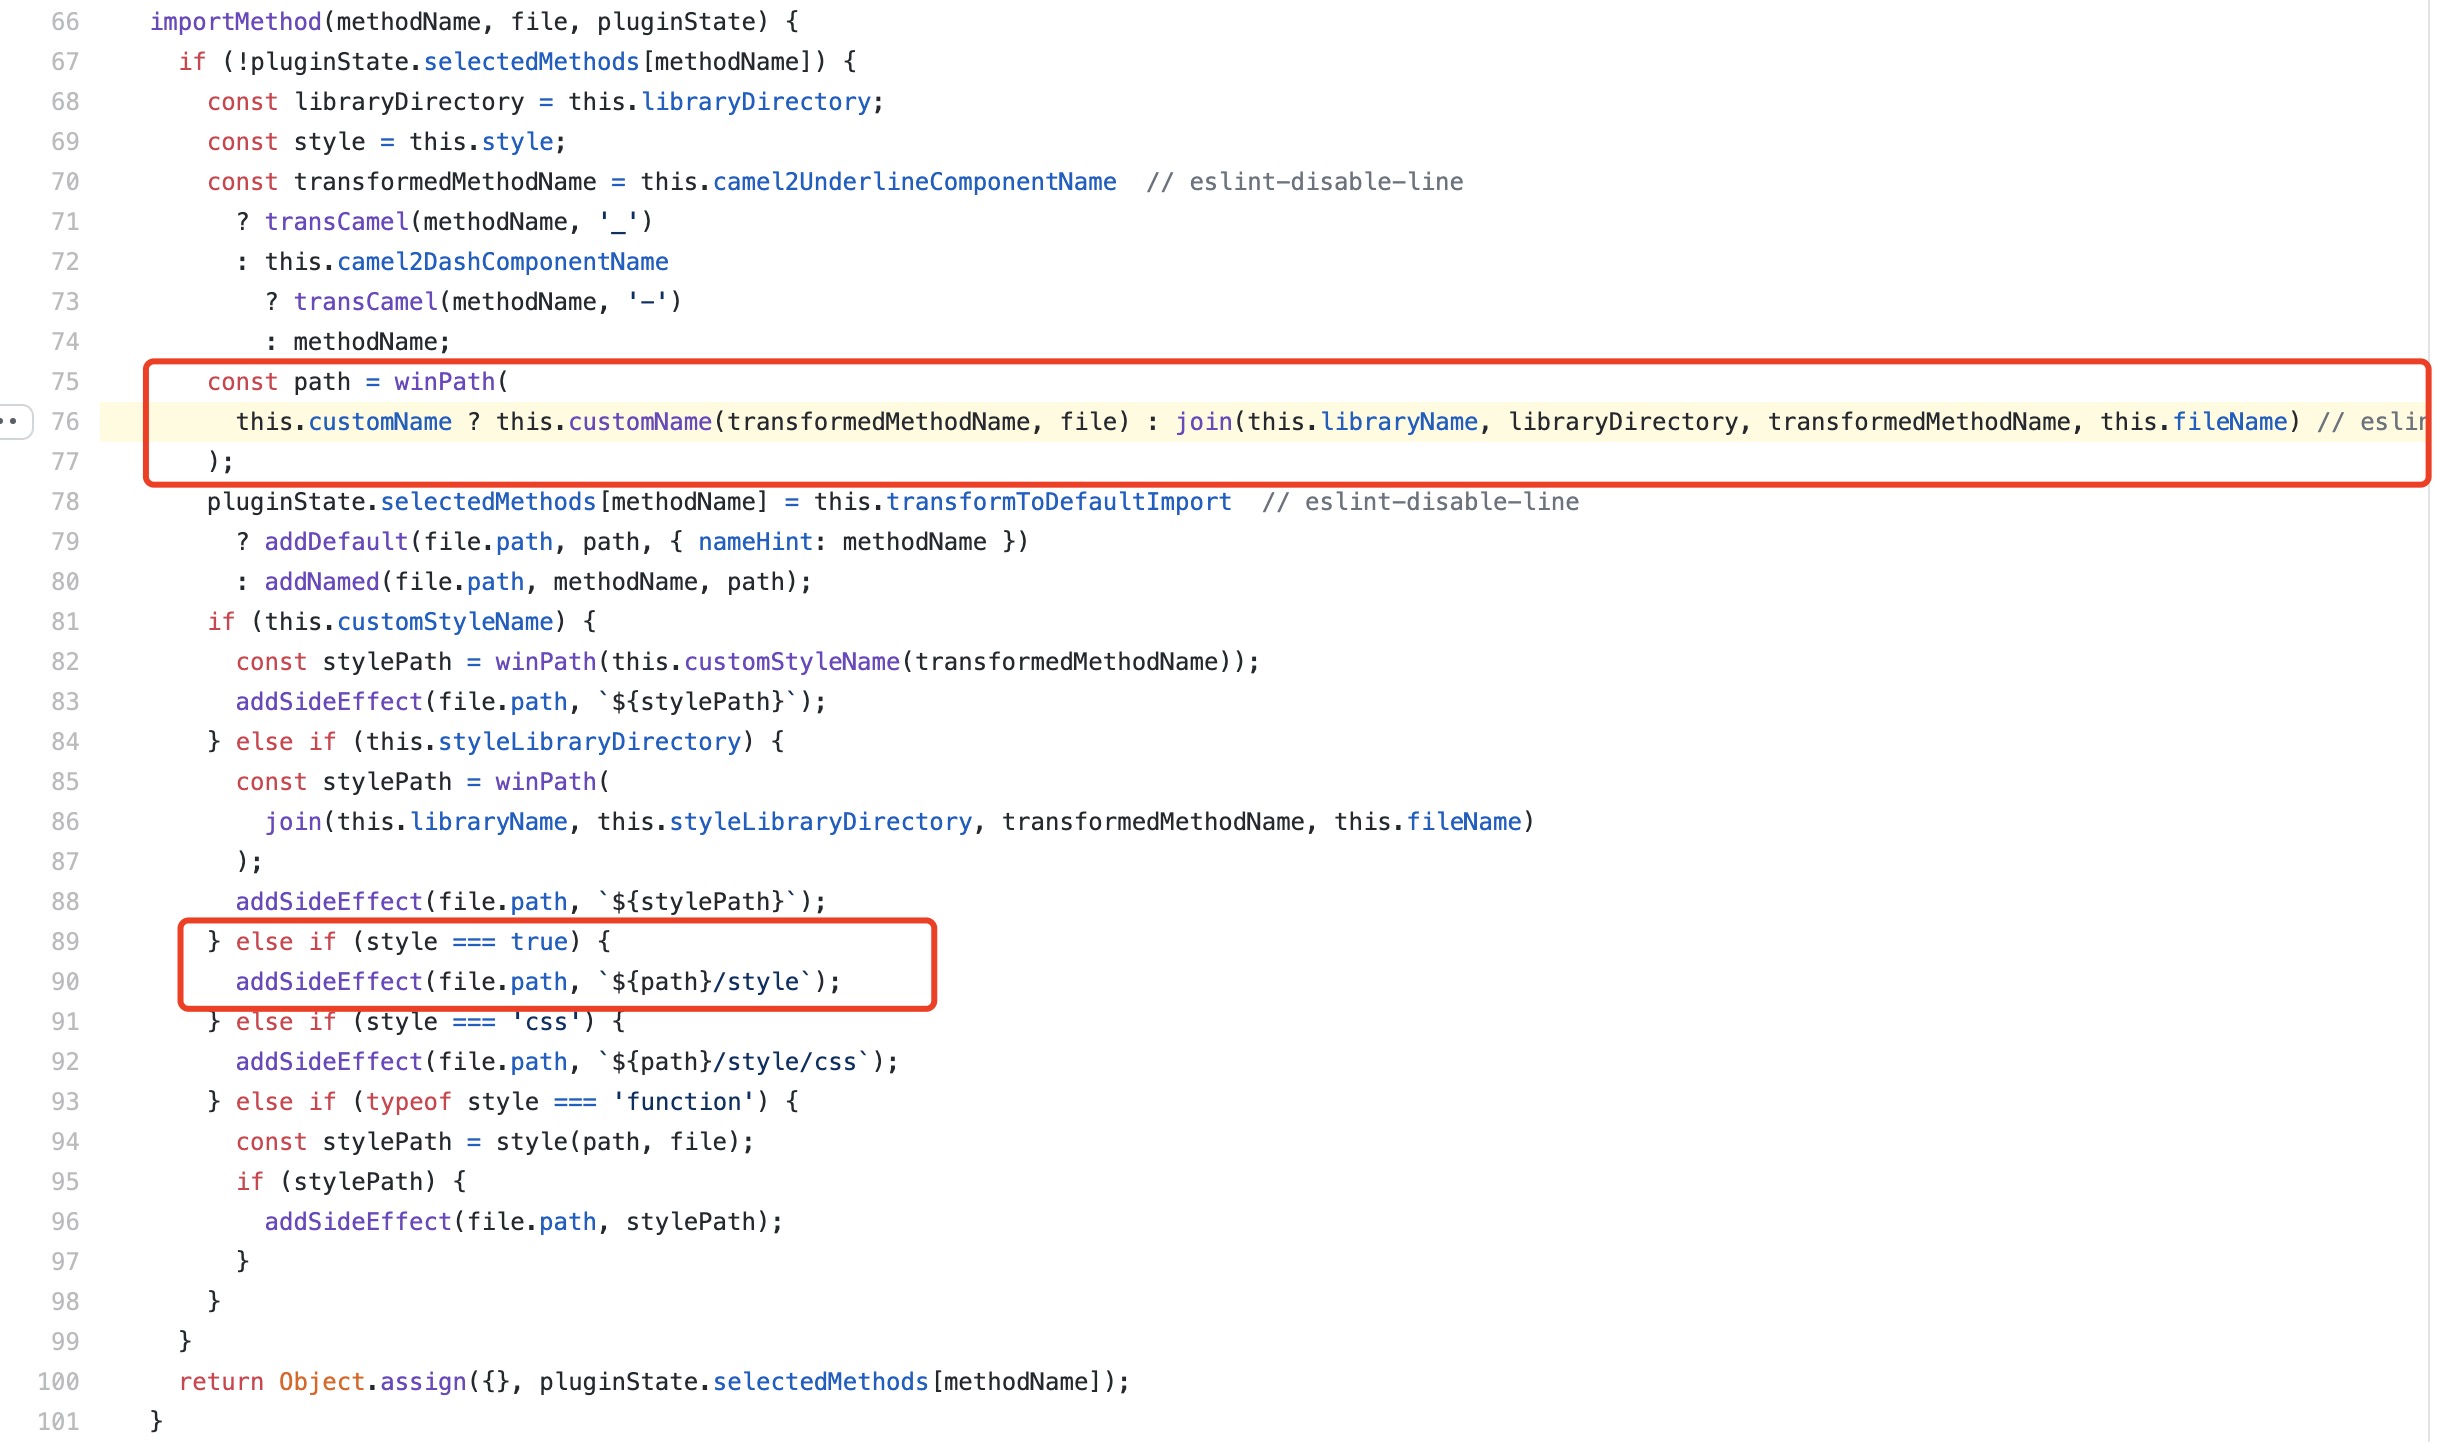 66 importMethod(methodName, file, pluginState) {
67 if (!pluginState.selectedMethods[methodName]) {
68 const libraryDirectory = this.libraryDirectory;
69 const style = this.style;
70 const transformedMethodName = this.camel2UnderlineComponentName // eslint-disable-line
71 ? transCamel(methodName, '_')
72 : this.camel2DashComponentName
73 ? transCamel(methodName, '-')
74 : methodName;
75 const path = winPath(
76 this.customName ? this.customName(transformedMethodName, file) : join(this.libraryName, libraryDirectory, transformedMethodName, this.fileName) //
77 );
78 pluginState.selectedMethods[methodName] = this.transformToDefaultImport // eslint-disable-line
79 ? addDefault(file.path, path, { nameHint: methodName })
80 : addNamed(file.path, methodName, path);
81 if (this.customStyleName) {
82 const stylePath = winPath(this.customStyleName(transformedMethodName));
83 addSideEffect(file.path, `${stylePath}`);
84 } else if (this.styleLibraryDirectory) {
85 const stylePath = winPath(
86 join(this.libraryName, this.styleLibraryDirectory, transformedMethodName, this.fileName)
87 );
88 addSideEffect(file.path, `${stylePath}`);
89 } else if (style === true) {
90 addSideEffect(file.path, `${path}/style`);
91 } else if (style === 'css') {
92 addSideEffect(file.path, `${path}/style/css`);
93 } else if (typeof style === 'function') {
94 const stylePath = style(path, file);
95 if (stylePath) {
96 addSideEffect(file.path, stylePath);
97 }
98 }
99 }
100 return Object.assign({}, pluginState.selectedMethods[methodName]);
101 }